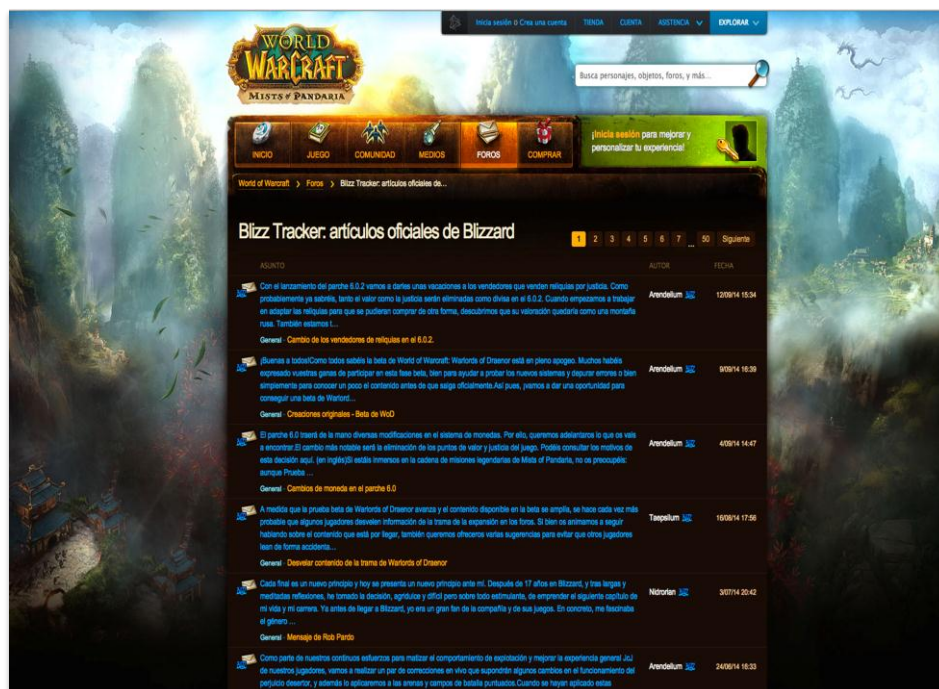 Inicia sesión o Crea una cuenta
TIENDA
CUENTA
ASISTENCIA
EXPLORAR
WORLD
WARCRAFT
MISTS of PANDARIA
Busca personajes, objetos, foros, y más...
INICIO
JUEGO
COMUNIDAD
MEDIOS
FOROS
COMPRAR
¡Inicia sesión para mejorar y
personalizar tu experiencia!
World of Warcraft > Foros > Blizz Tracker: artículos oficiales de...
Blizz Tracker: artículos oficiales de Blizzard
1 2 3 4 5 6 7 ... 50 Siguiente
ASUNTO
AUTOR
FECHA
Con el lanzamiento del parche 6.0.2 vamos a darles unas vacaciones a los vendedores que venden reliquias por justicia. Como
probablemente ya sabréis, tanto el valor como la justicia serán eliminadas como divisa en el 6.0.2. Cuando empezamos a trabajar
en adaptar las reliquias para que se pudieran comprar de otra forma, descubrimos que su valoración quedaría como una montaña
rusa. También estamos t...
General - Cambio de los vendedores de reliquias en el 6.0.2.
Arendelium
12/09/14 15:34
¡Buenas a todos!Como todos sabéis la beta de World of Warcraft: Warlords of Draenor está en pleno apogeo. Muchos habéis
expresado vuestras ganas de participar en esta fase beta, bien para ayudar a probar los nuevos sistemas y depurar errores o bien
simplemente para conocer un poco el contenido antes de que salga oficialmente.Así pues, ¡vamos a dar una oportunidad para
conseguir una beta de Warlord...
General - Creaciones originales - Beta de WoD
Arendelium
9/09/14 16:39
El parche 6.0 traerá de la mano diversas modificaciones en el sistema de monedas. Por ello, queremos adelantaros lo que os vais
a encontrar.El cambio más notable será la eliminación de los puntos de valor y justicia del juego. Podéis consultar los motivos de
esta decisión aquí. (en inglés)Si estáis inmersos en la cadena de misiones legendarias de Mists of Pandaria, no os preocupéis:
aunque Prueba ...
General - Cambios de moneda en el parche 6.0
Arendelium
4/09/14 14:47
A medida que la prueba beta de Warlords of Draenor avanza y el contenido disponible en la beta se amplía, se hace cada vez más
probable que algunos jugadores desvelen información de la trama de la expansión en los foros. Si bien os animamos a seguir
hablando sobre el contenido que está por llegar, también queremos ofreceros varias sugerencias para evitar que otros jugadores
lean de forma accidenta...
General - Desvelar contenido de la trama de Warlords of Draenor
Taepsilum
16/08/14 17:56
Cada final es un nuevo principio y hoy se presenta un nuevo principio ante mí. Después de 17 años en Blizzard, y tras largas y
meditadas reflexiones, he tomado la decisión, agridulce y difícil pero sobre todo estimulante, de emprender el siguiente capítulo de
mi vida y mi carrera. Ya antes de llegar a Blizzard, yo era un gran fan de la compañía y de sus juegos. En concreto, me fascinaba
el género ...
General - Mensaje de Rob Pardo
Nidrorian
3/07/14 20:42
Como parte de nuestros continuos esfuerzos para matizar el comportamiento de explotación y mejorar la experiencia general JcJ
de nuestros jugadores, vamos a realizar un par de correcciones en vivo que supondrán algunos cambios en el funcionamiento del
perjuicio desertor, y además lo aplicaremos a las arenas y campos de batalla puntuados.Cuando se hayan aplicado estas
Arendelium
24/06/14 16:33